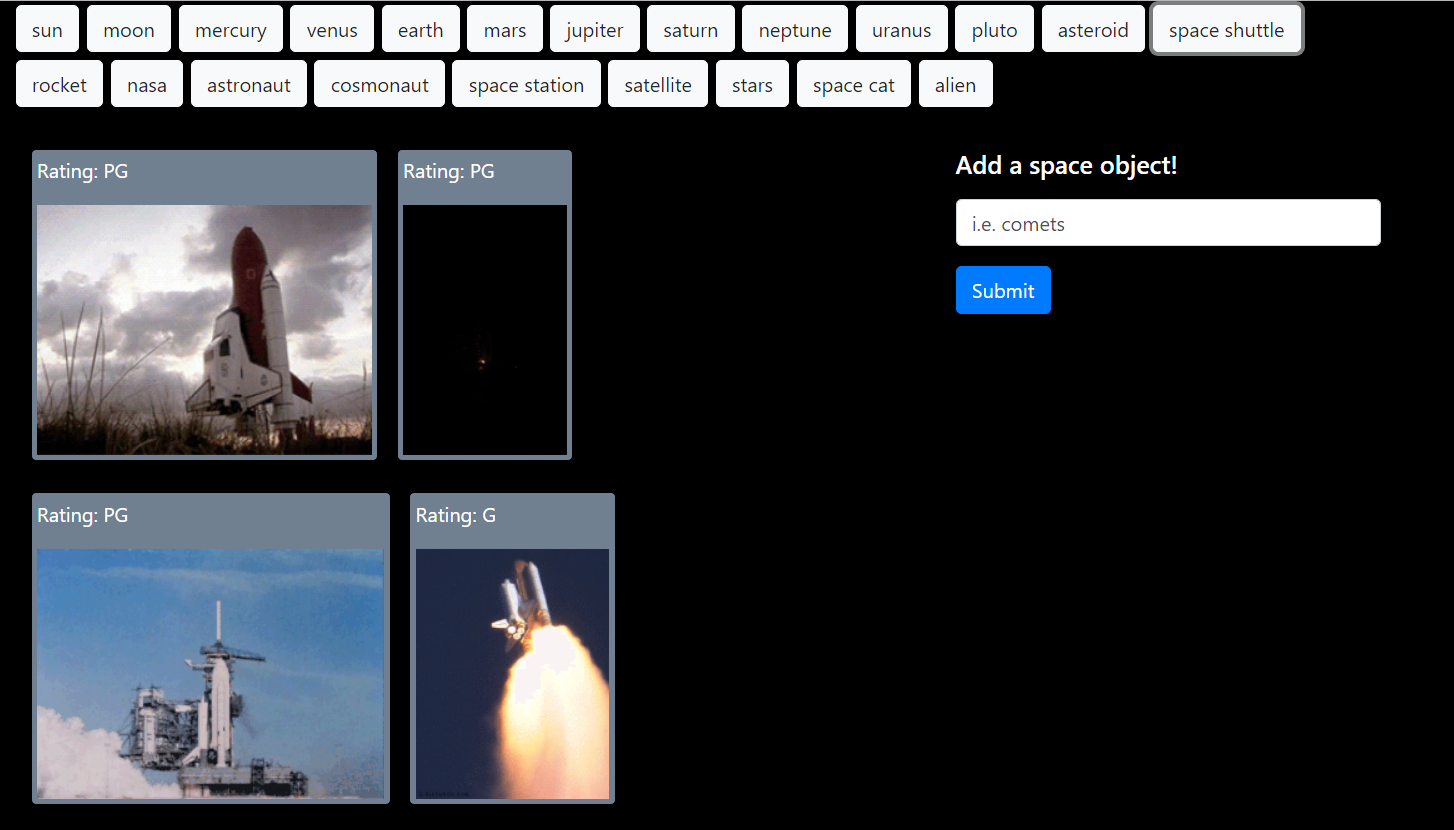 sun moon mercury venus earth mars jupiter saturn neptune uranus pluto asteroid space shuttle
rocket nasa astronaut cosmonaut space station satellite stars space cat alien
Rating: PG
Rating: PG
Add a space object!
i.e. comets
Submit
Rating: PG
Rating: G